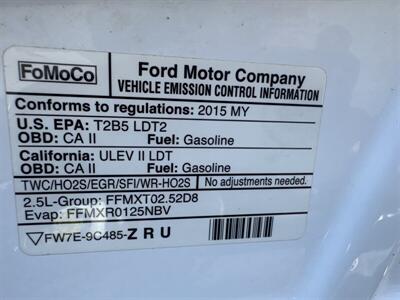 FoMoCo
Ford Motor Company
VEHICLE EMISSION CONTROL INFORMATION
Conforms to regulations: 2015 MY
U.S. EPA: T2B5 LDT2
OBD: CA II Fuel: Gasoline
California: ULEV II LDT
OBD: CA II Fuel: Gasoline
TWC/HO2S/EGR/SFI/WR-HO2S No adjustments needed.
2.5L-Group: FFMXT02.52D8
Evap: FFMXR0125NBV
FW7E-9C485-Z R U